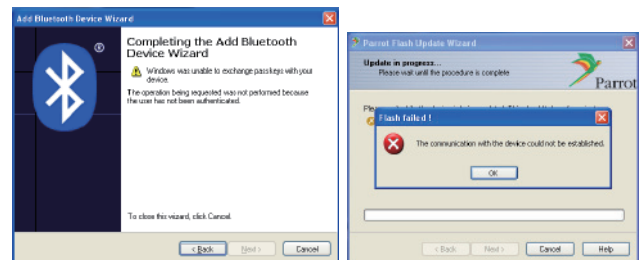 Add Bluetooth Device Wizard
®
Completing the Add Bluetooth
Device Wizard
Windows was unable to exchange passkeys with your
device.
The operation being requested was not performed because
the user has not been authenticated.
To close this wizard, click Cancel.
< Back
Next >
Cancel
Parrot Flash Update Wizard
Update in progress...
Please wait until the procedure is complete
Parrot
Flash failed !
The communication with the device could not be established.
OK
< Back
Next >
Cancel
Help